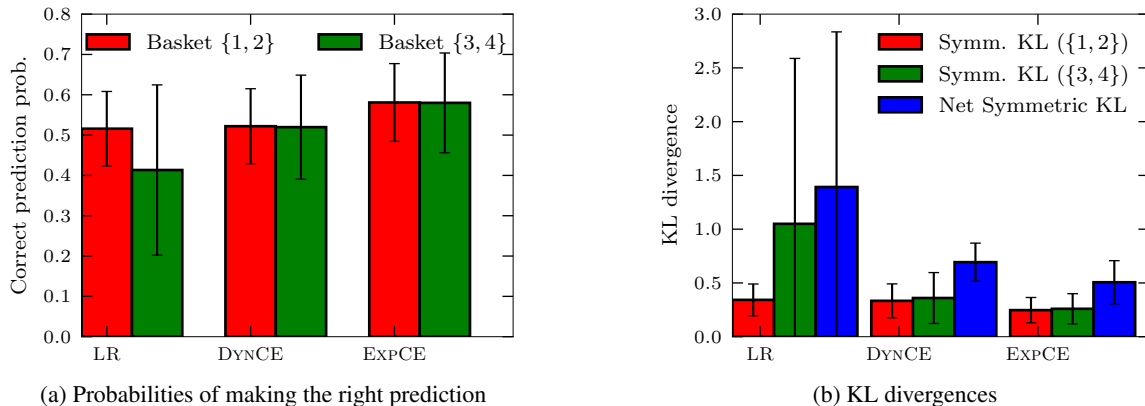 0.8
0.7
0.6
0.5
0.4
0.3
0.2
0.1
0.0
Correct prediction prob.
Basket {1, 2}
Basket {3, 4}
LR
DYNCE
EXPCE
(a) Probabilities of making the right prediction
3.0
2.5
2.0
1.5
1.0
0.5
0.0
KL divergence
Symm. KL ({1, 2})
Symm. KL ({3, 4})
Net Symmetric KL
LR
DYNCE
EXPCE
(b) KL divergences